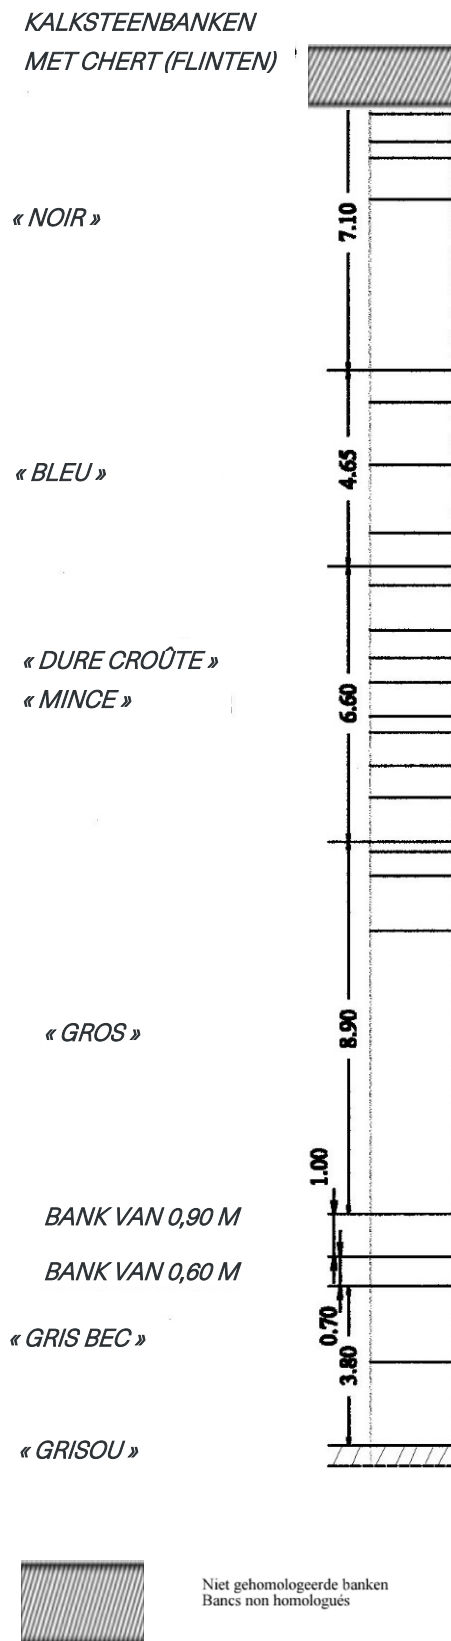 KALKSTEENBANKEN
MET CHERT (FLINTEN)
« NOIR »
7.10
« BLEU »
4.65
« DURE CROÛTE »
« MINCE »
6.60
« GROS »
8.90
1.00
BANK VAN 0,90 M
BANK VAN 0,60 M
0.70
« GRIS BEC »
3.80
« GRISOU »
Niet gehomologeerde banken
Bancs non homologués